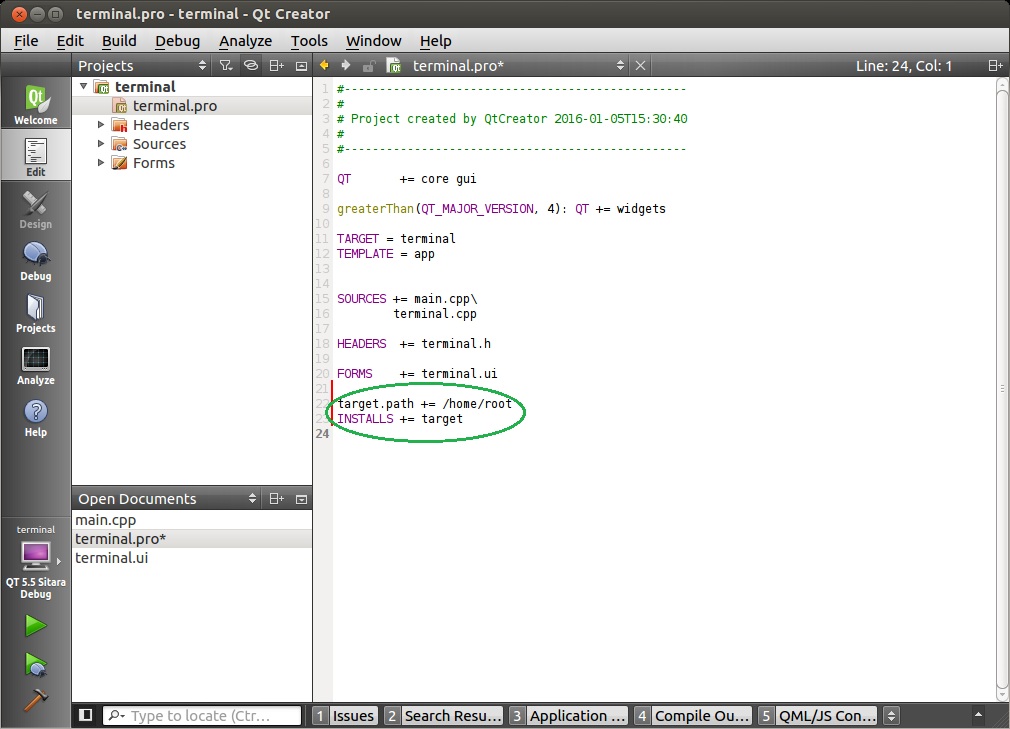 terminal.pro - terminal - Qt Creator
File Edit Build Debug Analyze Tools Window Help
Projects
terminal.pro*
Line: 24, Col: 1
Welcome
Edit
Design
Debug
Projects
Analyze
Help
terminal
QT 5.5 Sitara
Debug
terminal
terminal.pro
Headers
Sources
Forms
Open Documents
main.cpp
terminal.pro*
terminal.ui
1 #-------------------------------------------------
2 #
3 # Project created by QtCreator 2016-01-05T15:30:40
4 #
5 #-------------------------------------------------
6
7 QT       += core gui
8
9 greaterThan(QT_MAJOR_VERSION, 4): QT += widgets
10
11 TARGET = terminal
12 TEMPLATE = app
13
14
15 SOURCES += main.cpp\
16         terminal.cpp
17
18 HEADERS  += terminal.h
19
20 FORMS    += terminal.ui
21
22 target.path += /home/root
23 INSTALLS += target
24
Type to locate (Ctr...
1 Issues 2 Search Resu... 3 Application ... 4 Compile Ou... 5 QML/JS Con...